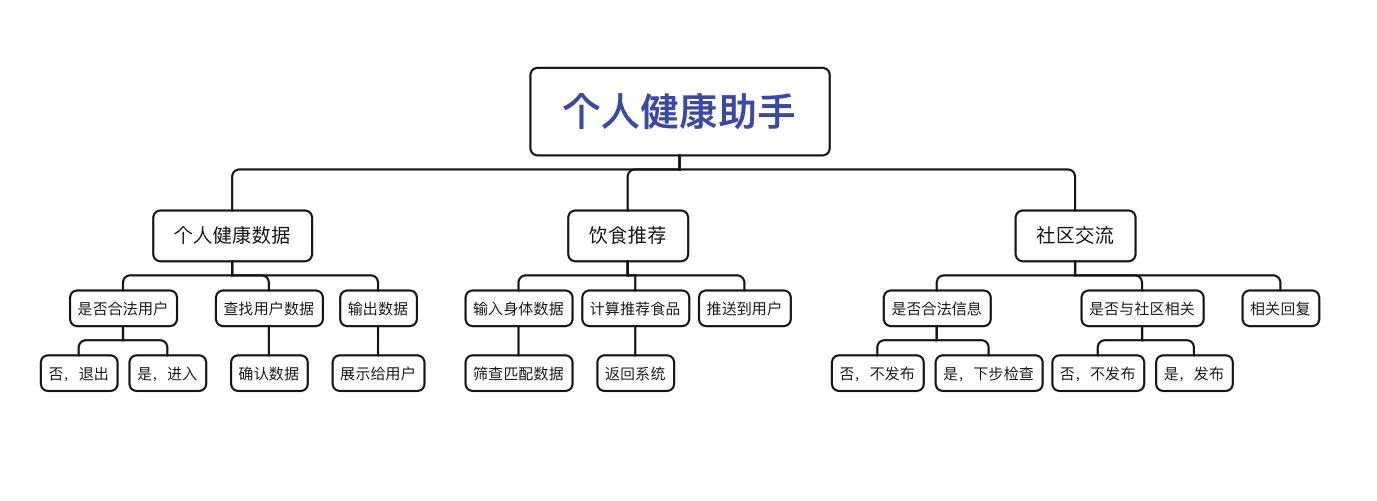 个人健康助手
个人健康数据
饮食推荐
社区交流
是否合法用户
查找用户数据
输出数据
输入身体数据
计算推荐食品
推送到用户
是否合法信息
是否与社区相关
相关回复
否，退出
是，进入
确认数据
展示给用户
筛查匹配数据
返回系统
否，不发布
是，下步检查
否，不发布
是，发布